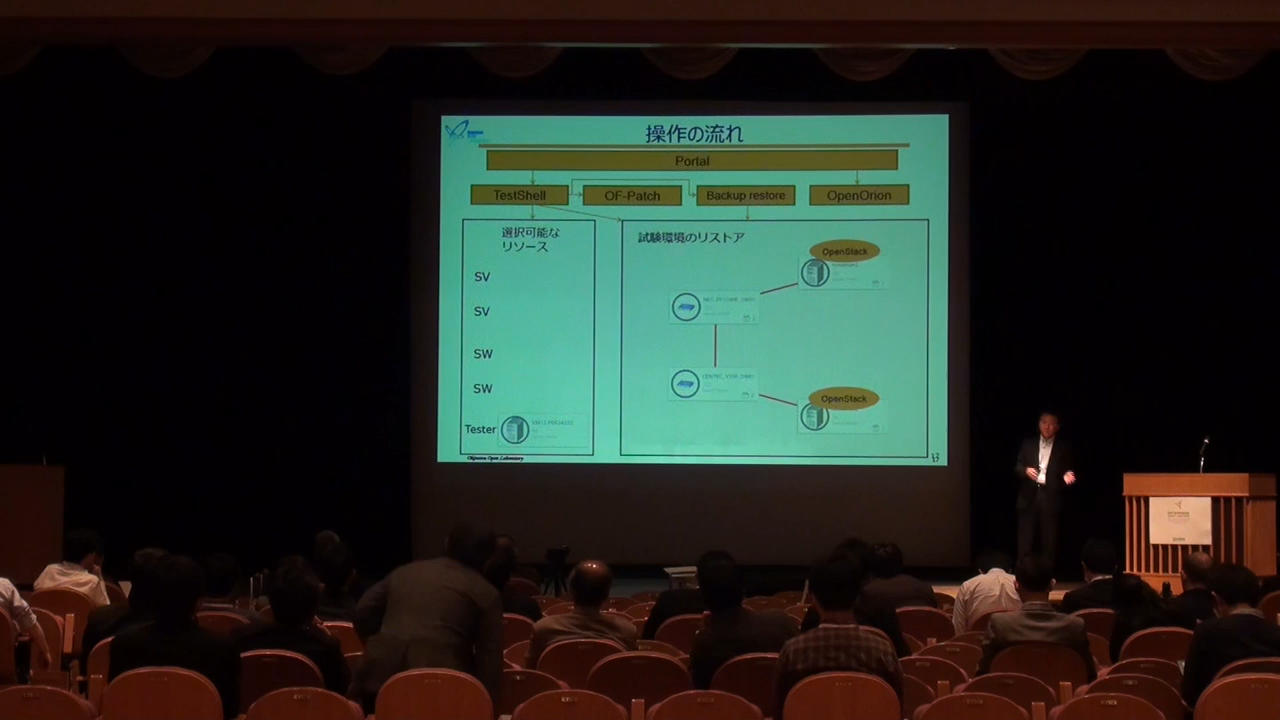 操作の流れ
Portal
TestShell
OF-Patch
Backup restore
OpenOrion
選択可能な
リソース
試験環境のリストア
OpenStack
SV
SV
SW
SW
OpenStack
Tester
Okinawa Open Laboratory